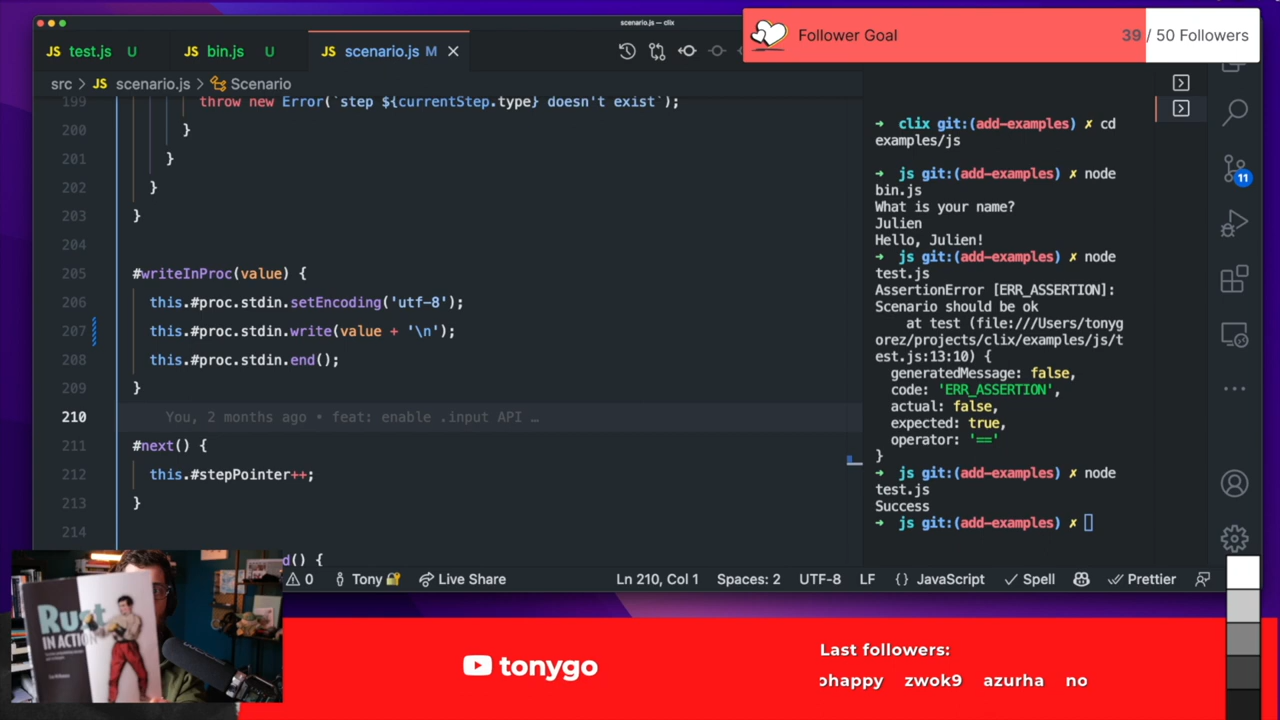 scenario.js — clix
Follower Goal
39 / 50 Followers
JS test.js U
JS bin.js U
JS scenario.js M
src > JS scenario.js > Scenario
199 throw new Error(`step ${currentStep.type} doesn't exist`);
200 }
201 }
202 }
203 }
204
205 #writeInProc(value) {
206 this.#proc.stdin.setEncoding('utf-8');
207 this.#proc.stdin.write(value + '\n');
208 this.#proc.stdin.end();
209 }
210 You, 2 months ago • feat: enable .input API …
211 #next() {
212 this.#stepPointer++;
213 }
214
d() {
➜ clix git:(add-examples) ✗ cd
examples/js
➜ js git:(add-examples) ✗ node
bin.js
What is your name?
Julien
Hello, Julien!
➜ js git:(add-examples) ✗ node
test.js
AssertionError [ERR_ASSERTION]:
Scenario should be ok
at test (file:///Users/tonyg
orez/projects/clix/examples/js/t
est.js:13:10) {
generatedMessage: false,
code: 'ERR_ASSERTION',
actual: false,
expected: true,
operator: '=='
}
➜ js git:(add-examples) ✗ node
test.js
Success
➜ js git:(add-examples) ✗
11
0
Tony
Live Share
Ln 210, Col 1
Spaces: 2
UTF-8
LF
{} JavaScript
Spell
Prettier
Rust
IN ACTION
tonygo
Last followers:
ohappy zwok9 azurha no